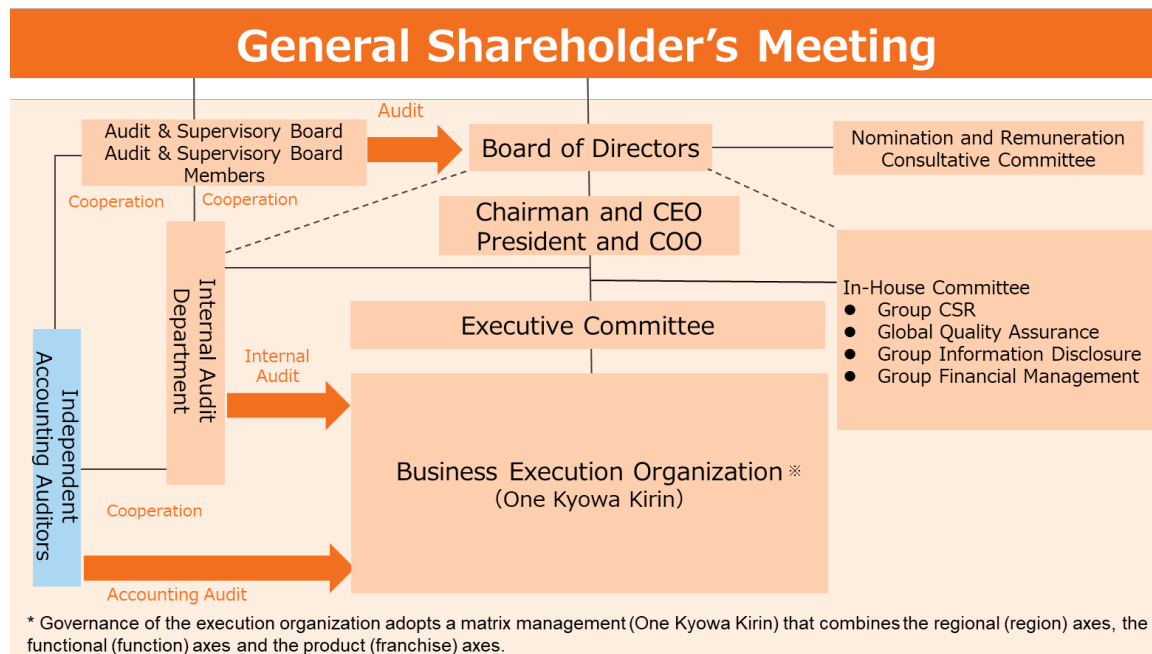 General Shareholder’s Meeting
Audit
Audit & Supervisory Board
Audit & Supervisory Board
Members
Board of Directors
Nomination and Remuneration
Consultative Committee
Cooperation
Cooperation
Chairman and CEO
President and COO
Internal Audit
Department
In-House Committee
● Group CSR
● Global Quality Assurance
● Group Information Disclosure
● Group Financial Management
Executive Committee
Internal
Audit
Independent
Accounting Auditors
Business Execution Organization※
（One Kyowa Kirin）
Cooperation
Accounting Audit
* Governance of the execution organization adopts a matrix management (One Kyowa Kirin) that combines the regional (region) axes, the
functional (function) axes and the product (franchise) axes.